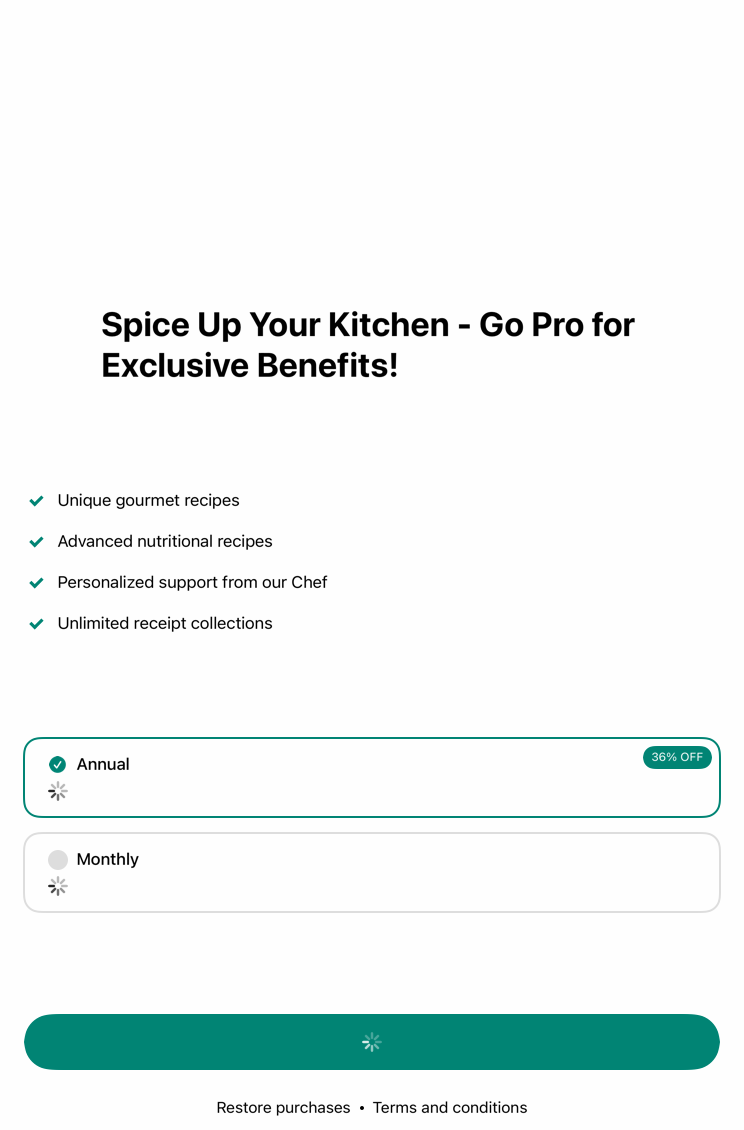 Spice Up Your Kitchen - Go Pro for
Exclusive Benefits!
Unique gourmet recipes
Advanced nutritional recipes
Personalized support from our Chef
Unlimited receipt collections
Annual
36% OFF
Monthly
Restore purchases • Terms and conditions